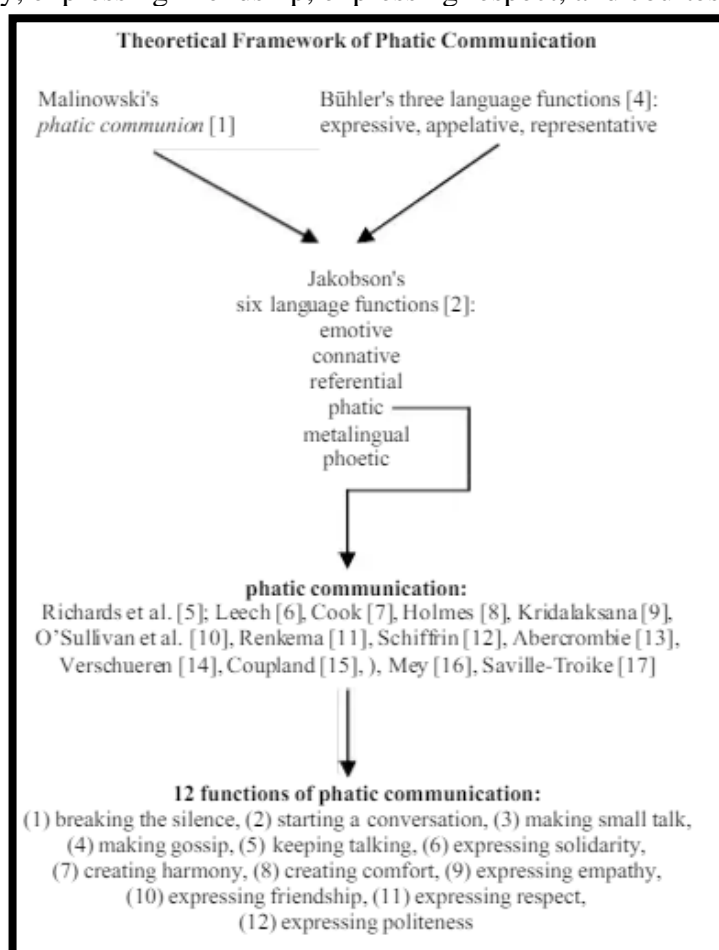 expressing friendship, expressing respect, and
Theoretical Framework of Phatic Communication
Malinowski's
phatic communion [1]
Bühler's three language functions [4]:
expressive, appelative, representative
Jakobson's
six language functions [2]:
emotive
connative
referential
phatic
metalingual
phoetic
phatic communication:
Richards et al. [5]; Leech [6], Cook [7], Holmes [8], Kridalaksana [9],
O'Sullivan et al. [10], Renkema [11], Schiffrin [12], Abercrombie [13],
Verschueren [14], Coupland [15], ), Mey [16], Saville-Troike [17]
12 functions of phatic communication:
(1) breaking the silence, (2) starting a conversation, (3) making small talk,
(4) making gossip, (5) keeping talking, (6) expressing solidarity,
(7) creating harmony, (8) creating comfort, (9) expressing empathy,
(10) expressing friendship, (11) expressing respect,
(12) expressing politeness